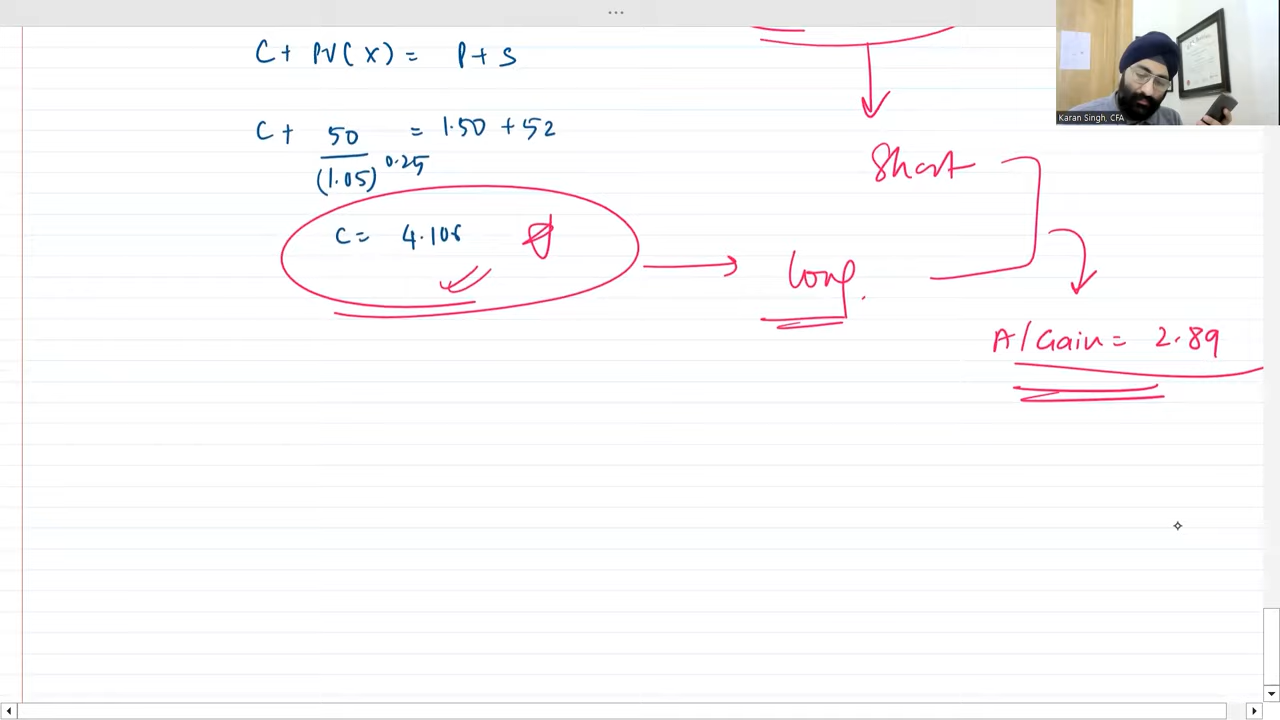 C + PV(X) = P + S
C + 50 / (1.05)^0.25 = 1.50 + 52
C = 4.106
Short
Long.
A/Gain = 2.89
Karan Singh, CFA